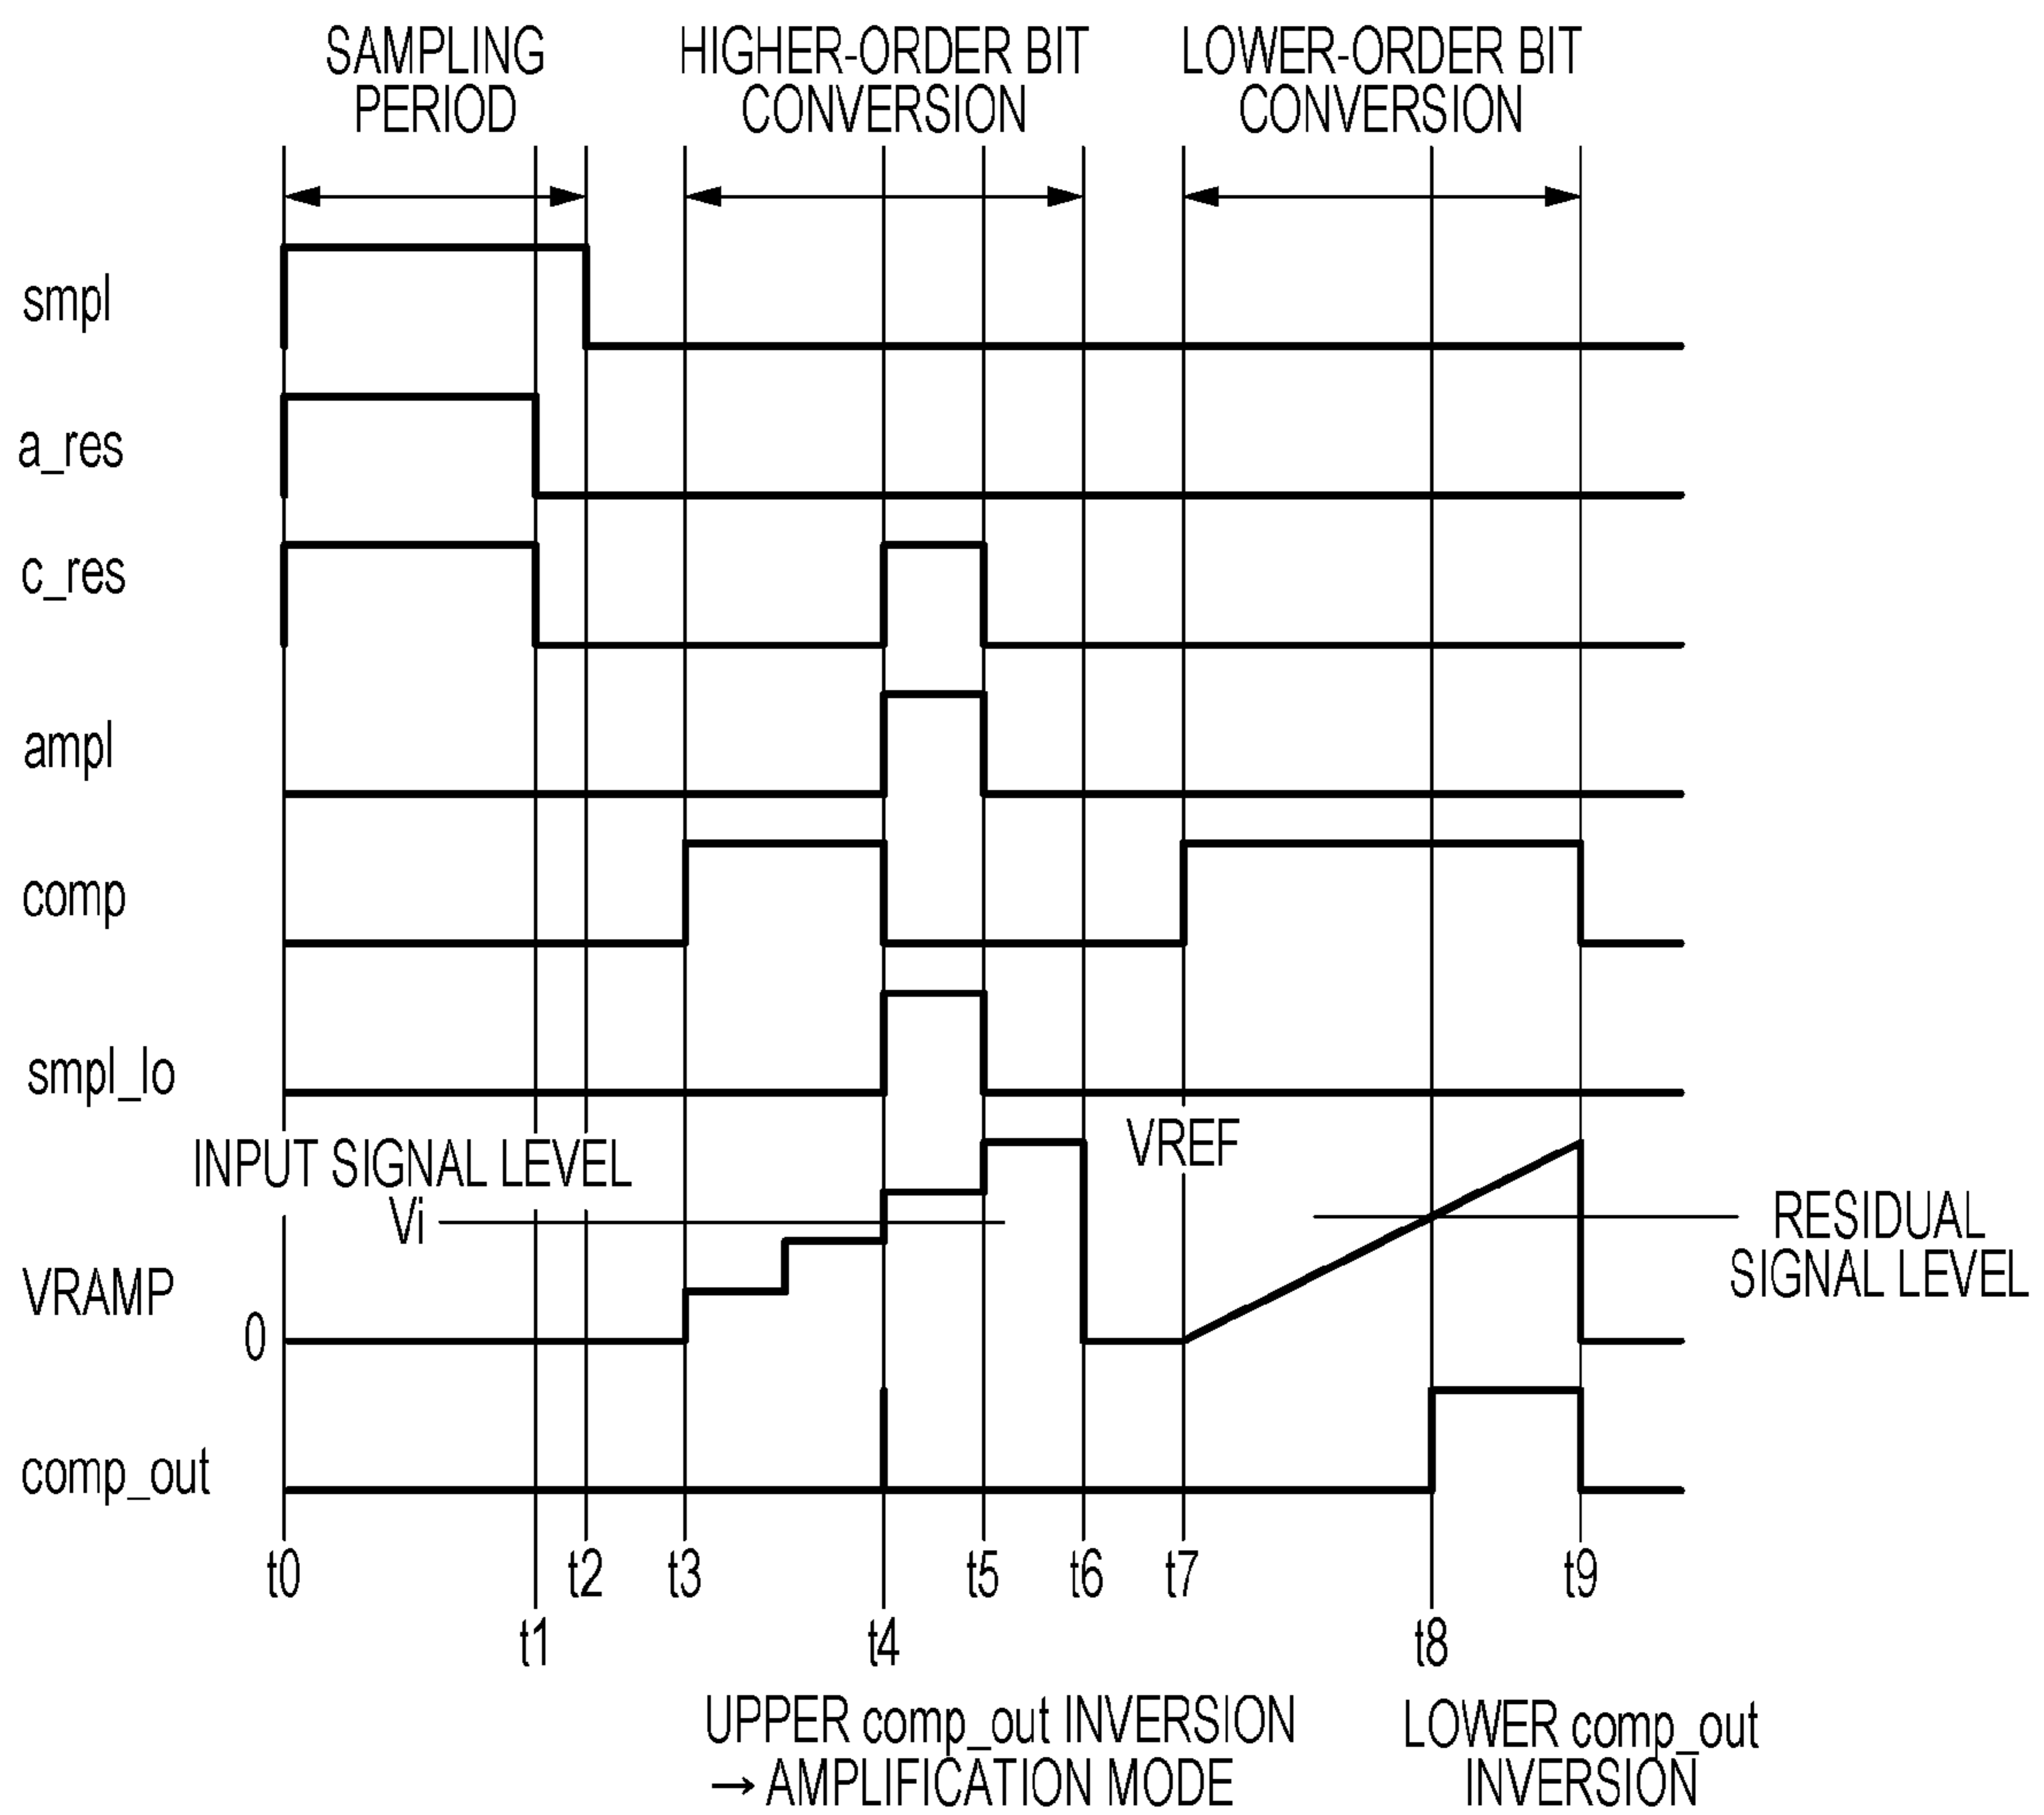 SAMPLING
PERIOD
HIGHER-ORDER BIT
CONVERSION
LOWER-ORDER BIT
CONVERSION
smpl
a_res
c_res
ampl
comp
smpl_lo
INPUT SIGNAL LEVEL
Vi
VREF
RESIDUAL
SIGNAL LEVEL
VRAMP
0
comp_out
t0
t2
t3
t5
t6
t7
t9
t1
t4
t8
UPPER comp_out INVERSION
→ AMPLIFICATION MODE
LOWER comp_out
INVERSION